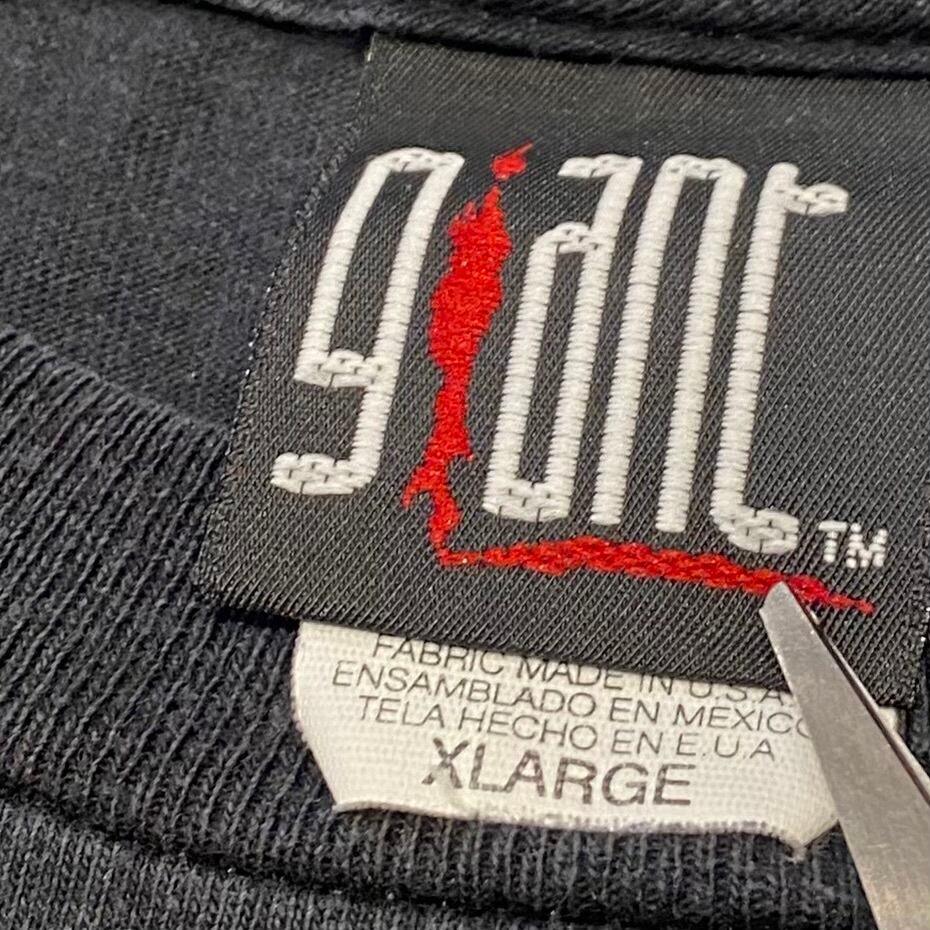 giant
TM
FABRIC MADE IN U.S.A.
ENSAMBLADO EN MEXICO
TELA HECHO EN E.U.A
XLARGE